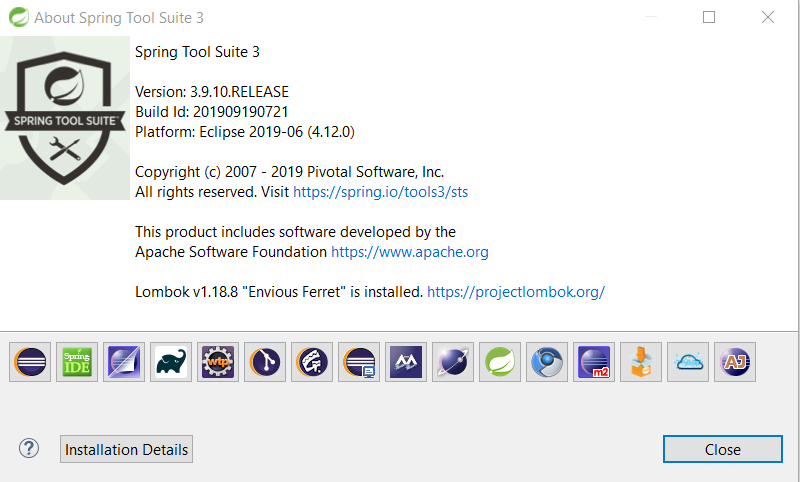 About Spring Tool Suite 3
SPRING TOOL SUITE
Spring Tool Suite 3
Version: 3.9.10.RELEASE
Build Id: 201909190721
Platform: Eclipse 2019-06 (4.12.0)
Copyright (c) 2007 - 2019 Pivotal Software, Inc.
All rights reserved. Visit https://spring.io/tools3/sts
This product includes software developed by the
Apache Software Foundation https://www.apache.org
Lombok v1.18.8 "Envious Ferret" is installed. https://projectlombok.org/
Spring
IDE
wtp
m2
AJ
?
Installation Details
Close